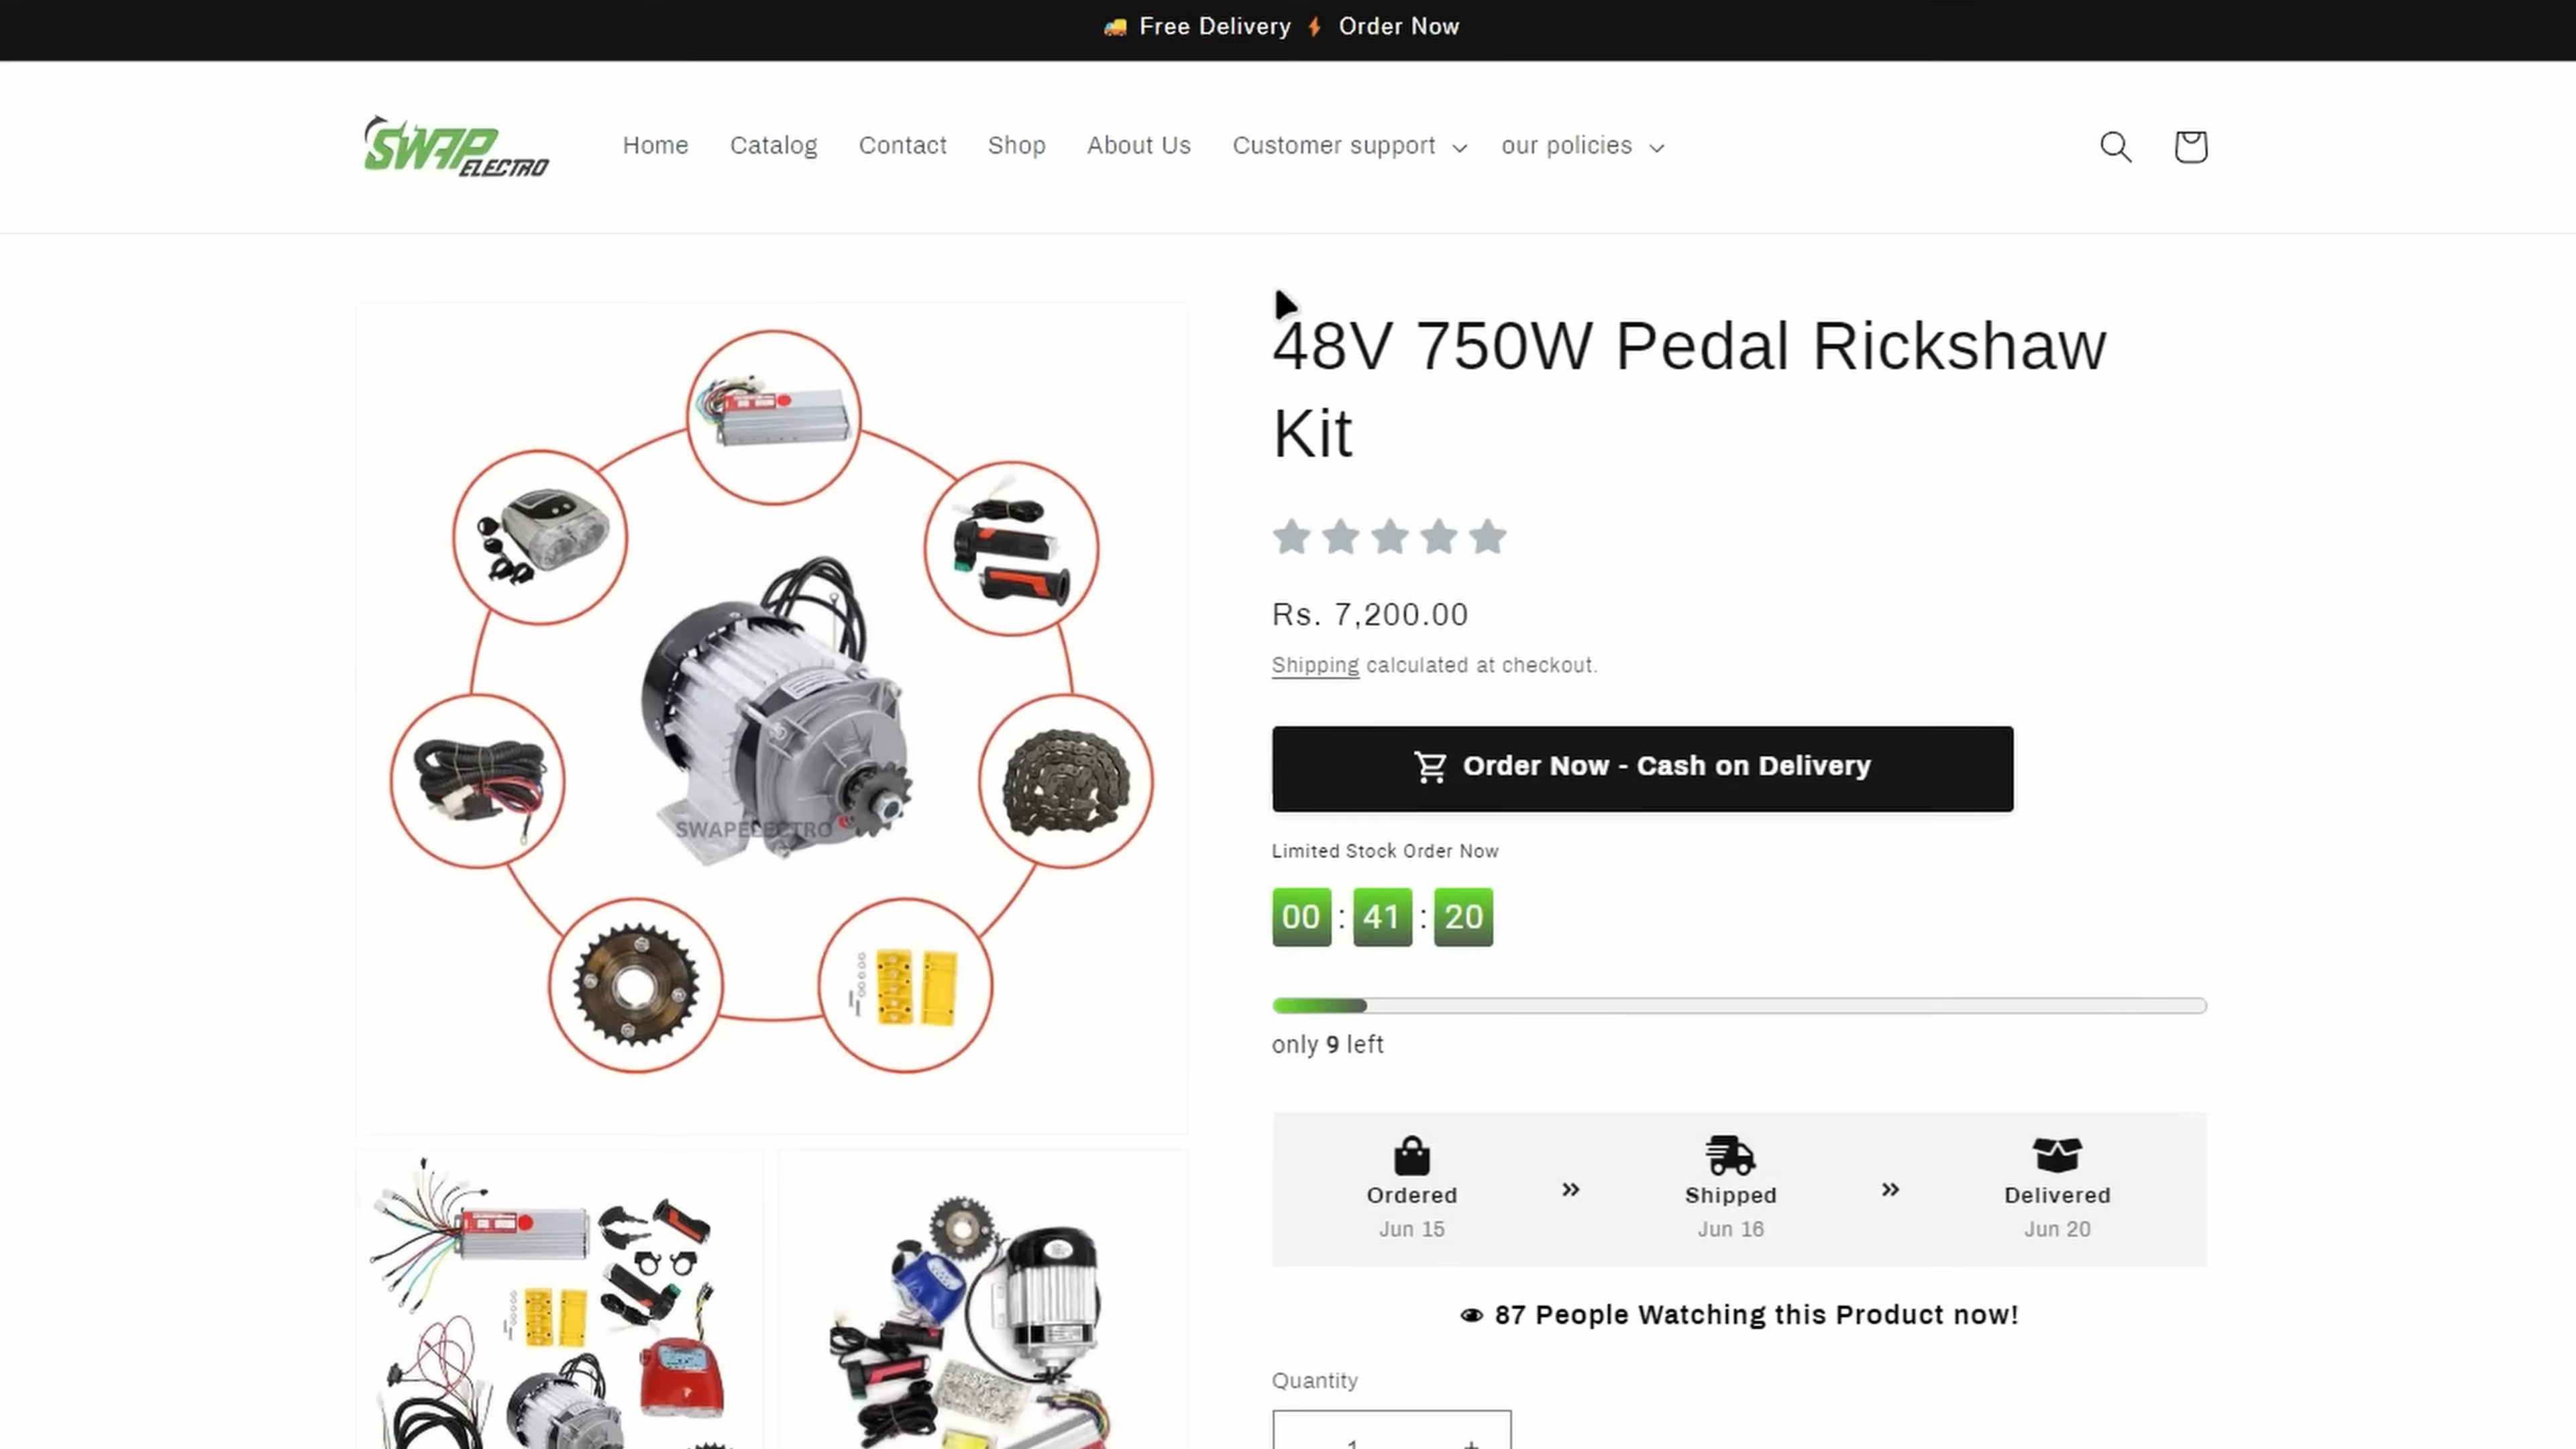 🚚 Free Delivery ⚡ Order Now
SWAP
ELECTRO
Home Catalog Contact Shop About Us Customer support our policies
48V 750W Pedal Rickshaw
Kit
Rs. 7,200.00
Shipping calculated at checkout.
Order Now - Cash on Delivery
Limited Stock Order Now
00 : 41 : 20
only 9 left
Ordered » Shipped » Delivered
Jun 15 Jun 16 Jun 20
87 People Watching this Product now!
Quantity
1 +
SWAPELECTRO